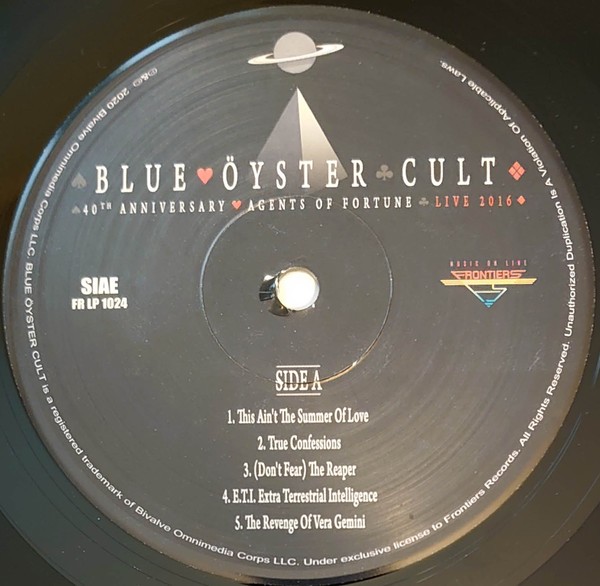 BLUE ♥ ÖYSTER ♣ CULT
40TH ANNIVERSARY ♥ AGENTS OF FORTUNE ♣ LIVE 2016 ♦
SIAE
FR LP 1024
MUSIC ON LIVE
FRONTIERS
SIDE A
1. This Ain't The Summer Of Love
2. True Confessions
3. (Don't Fear) The Reaper
4. E.T.I. Extra Terrestrial Intelligence
5. The Revenge Of Vera Gemini
℗&© 2020 Bivalve Omnimedia Corps LLC. BLUE ÖYSTER CULT is a registered trademark of Bivalve Omnimedia Corps LLC. Under exclusive license to Frontiers Records. All Rights Reserved. Unauthorized Duplication is A Violation Of Applicable Laws.